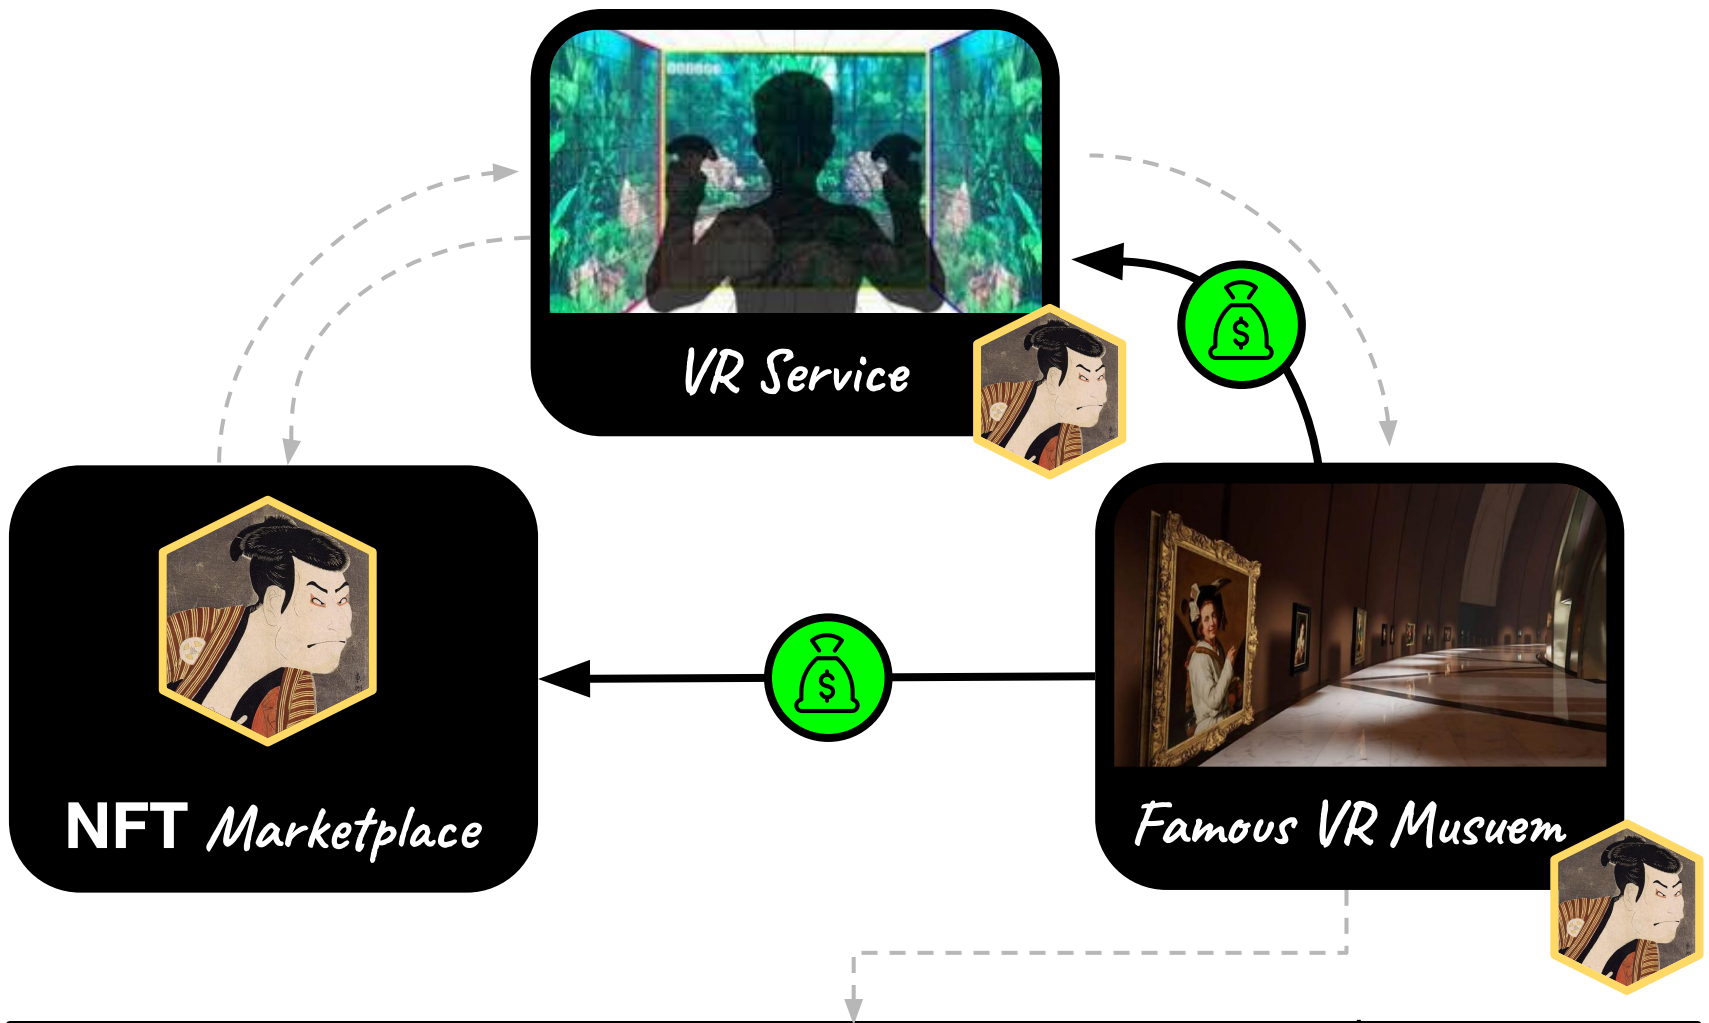 VR Service
NFT Marketplace
Famous VR Musuem
$
$